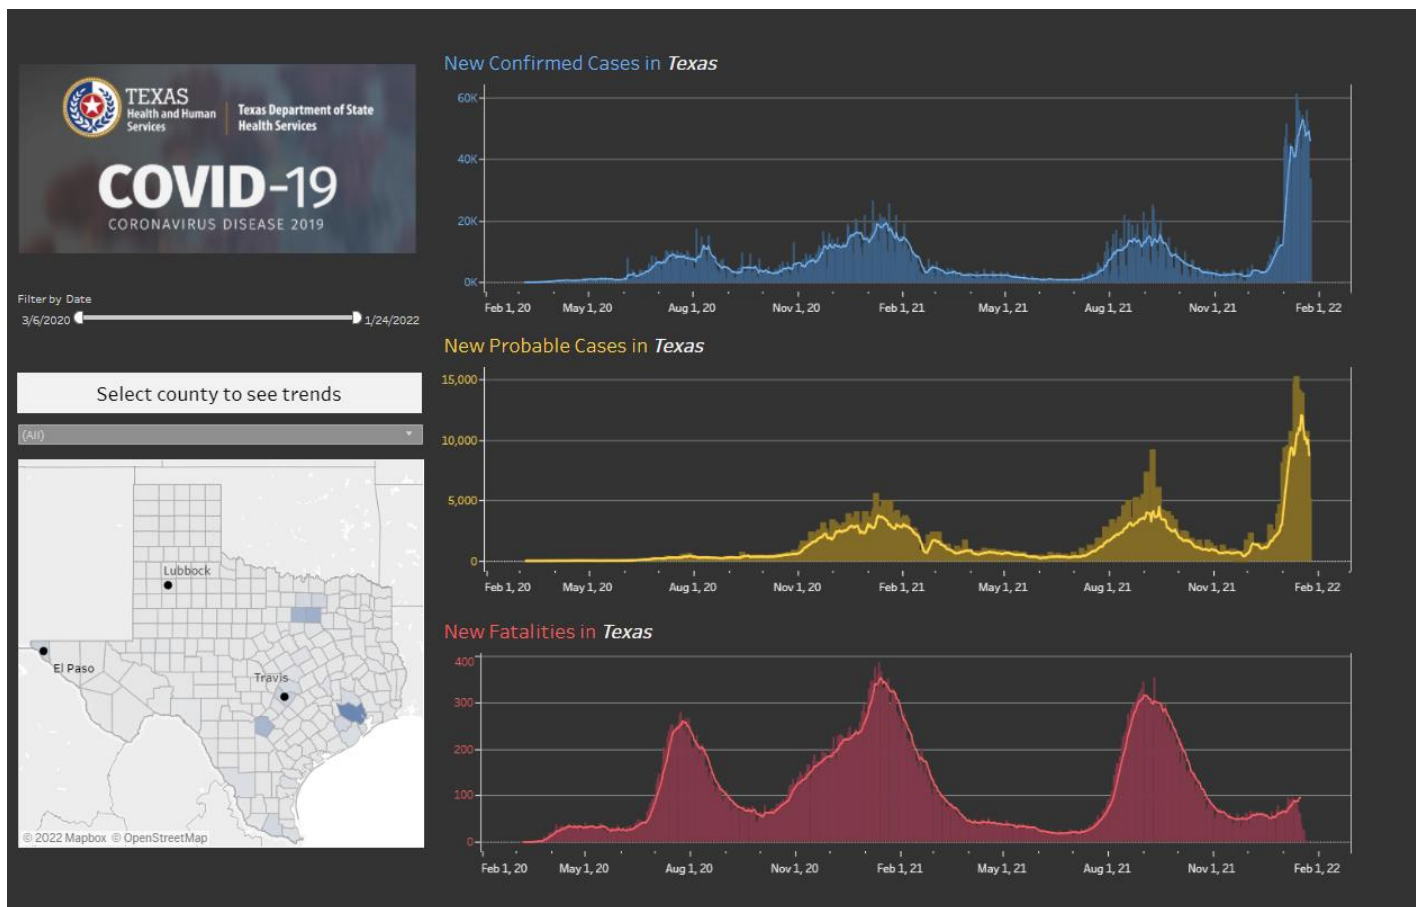 TEXAS
Health and Human
Services
Texas Department of State
Health Services
COVID-19
CORONAVIRUS DISEASE 2019
Filter by Date
3/6/2020
1/24/2022
Select county to see trends
(All)
Lubbock
El Paso
Travis
© 2022 Mapbox © OpenStreetMap
New Confirmed Cases in Texas
60K
40K
20K
0K
Feb 1, 20 May 1, 20 Aug 1, 20 Nov 1, 20 Feb 1, 21 May 1, 21 Aug 1, 21 Nov 1, 21 Feb 1, 22
New Probable Cases in Texas
15,000
10,000
5,000
0
Feb 1, 20 May 1, 20 Aug 1, 20 Nov 1, 20 Feb 1, 21 May 1, 21 Aug 1, 21 Nov 1, 21 Feb 1, 22
New Fatalities in Texas
400
300
200
100
0
Feb 1, 20 May 1, 20 Aug 1, 20 Nov 1, 20 Feb 1, 21 May 1, 21 Aug 1, 21 Nov 1, 21 Feb 1, 22